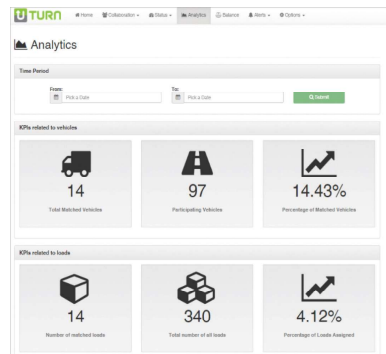 U TURN Home Collaboration Status Analytics Balance Alerts Options
Analytics
Time Period
From: To:
Pick a Date Pick a Date Submit
KPIs related to vehicles
14 97 14.43%
Total Matched Vehicles Participating Vehicles Percentage of Matched Vehicles
KPIs related to loads
14 340 4.12%
Number of matched loads Total number of all loads Percentage of Loads Assigned